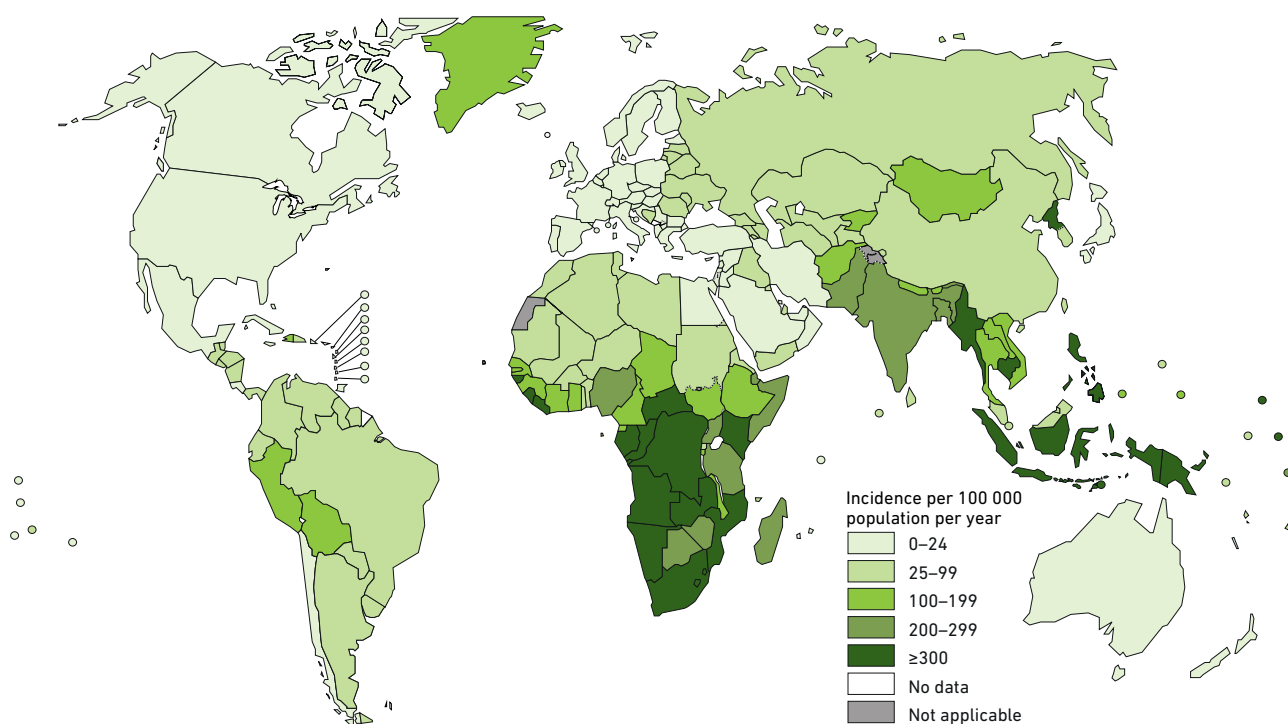 Incidence per 100 000
population per year
0–24
25–99
100–199
200–299
≥300
No data
Not applicable